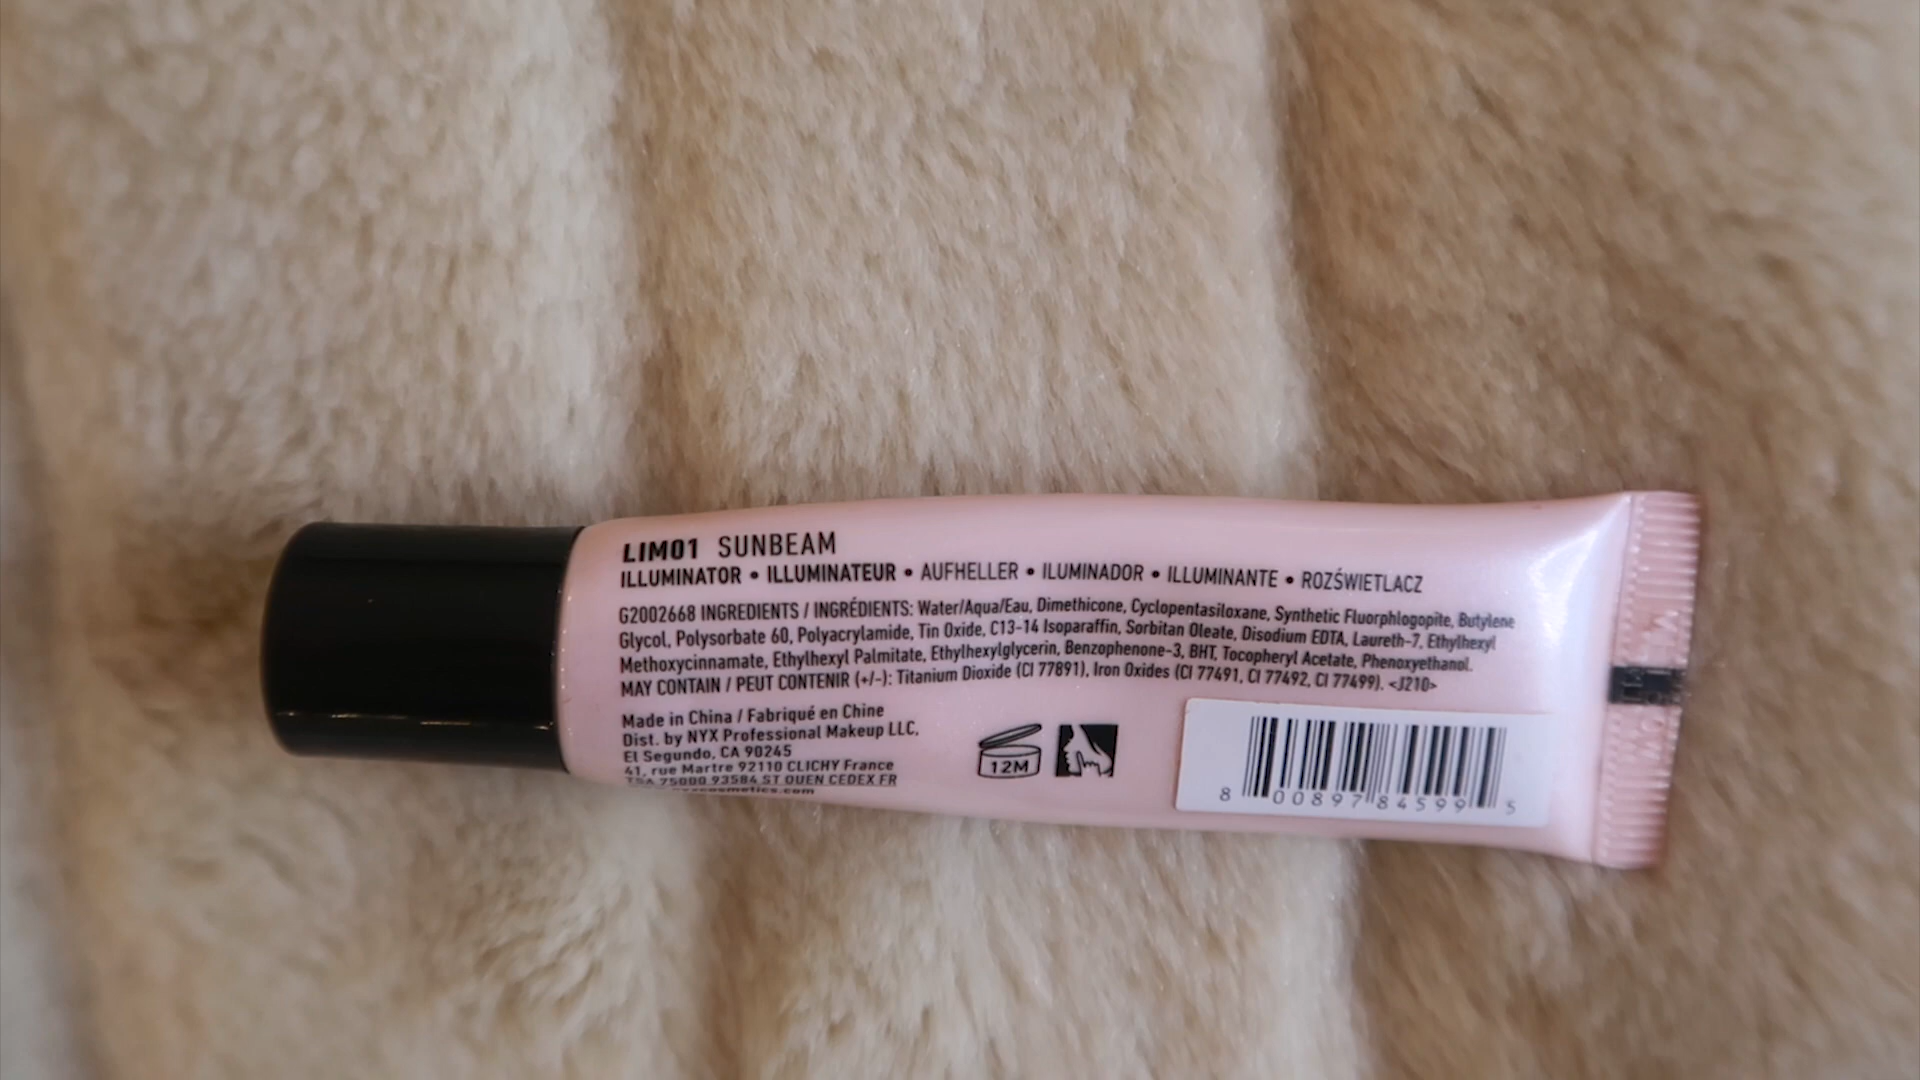 LIM01 SUNBEAM
ILLUMINATOR • ILLUMINATEUR • AUFHELLER • ILUMINADOR • ILLUMINANTE • ROZŚWIETLACZ
G2002668 INGREDIENTS / INGRÉDIENTS: Water/Aqua/Eau, Dimethicone, Cyclopentasiloxane, Synthetic Fluorphlogopite, Butylene
Glycol, Polysorbate 60, Polyacrylamide, Tin Oxide, C13-14 Isoparaffin, Sorbitan Oleate, Disodium EDTA, Laureth-7, Ethylhexyl
Methoxycinnamate, Ethylhexyl Palmitate, Ethylhexylglycerin, Benzophenone-3, BHT, Tocopheryl Acetate, Phenoxyethanol.
MAY CONTAIN / PEUT CONTENIR (+/-): Titanium Dioxide (CI 77891), Iron Oxides (CI 77491, CI 77492, CI 77499). <J210>
Made in China / Fabriqué en Chine
Dist. by NYX Professional Makeup LLC,
El Segundo, CA 90245
41, rue Martre 92110 CLICHY France
TSA 75000 93584 ST OUEN CEDEX FR
12M
8 00897 84599 5